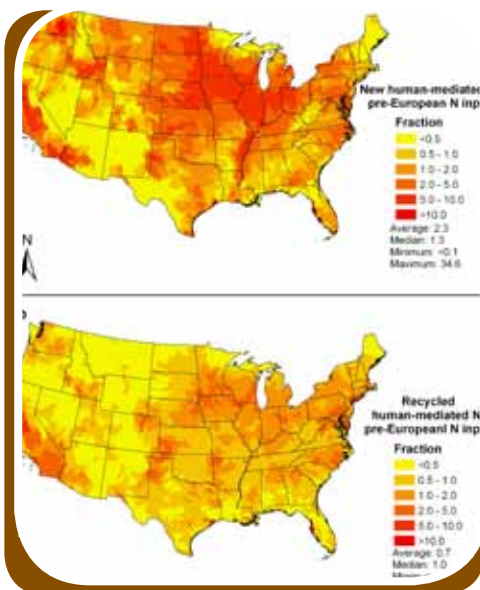 New human-mediated
pre-European N inp
Fraction
<0.5
0.5 - 1.0
1.0 - 2.0
2.0 - 5.0
5.0 - 10.0
>10.0
Average: 2.3
Median: 1.3
Minimum: <0.1
Maximum: 34.6
N
Recycled
human-mediated N
pre-Europeanl N inp
Fraction
<0.5
0.5 - 1.0
1.0 - 2.0
2.0 - 5.0
5.0 - 10.0
>10.0
Average: 0.7
Median: 1.0